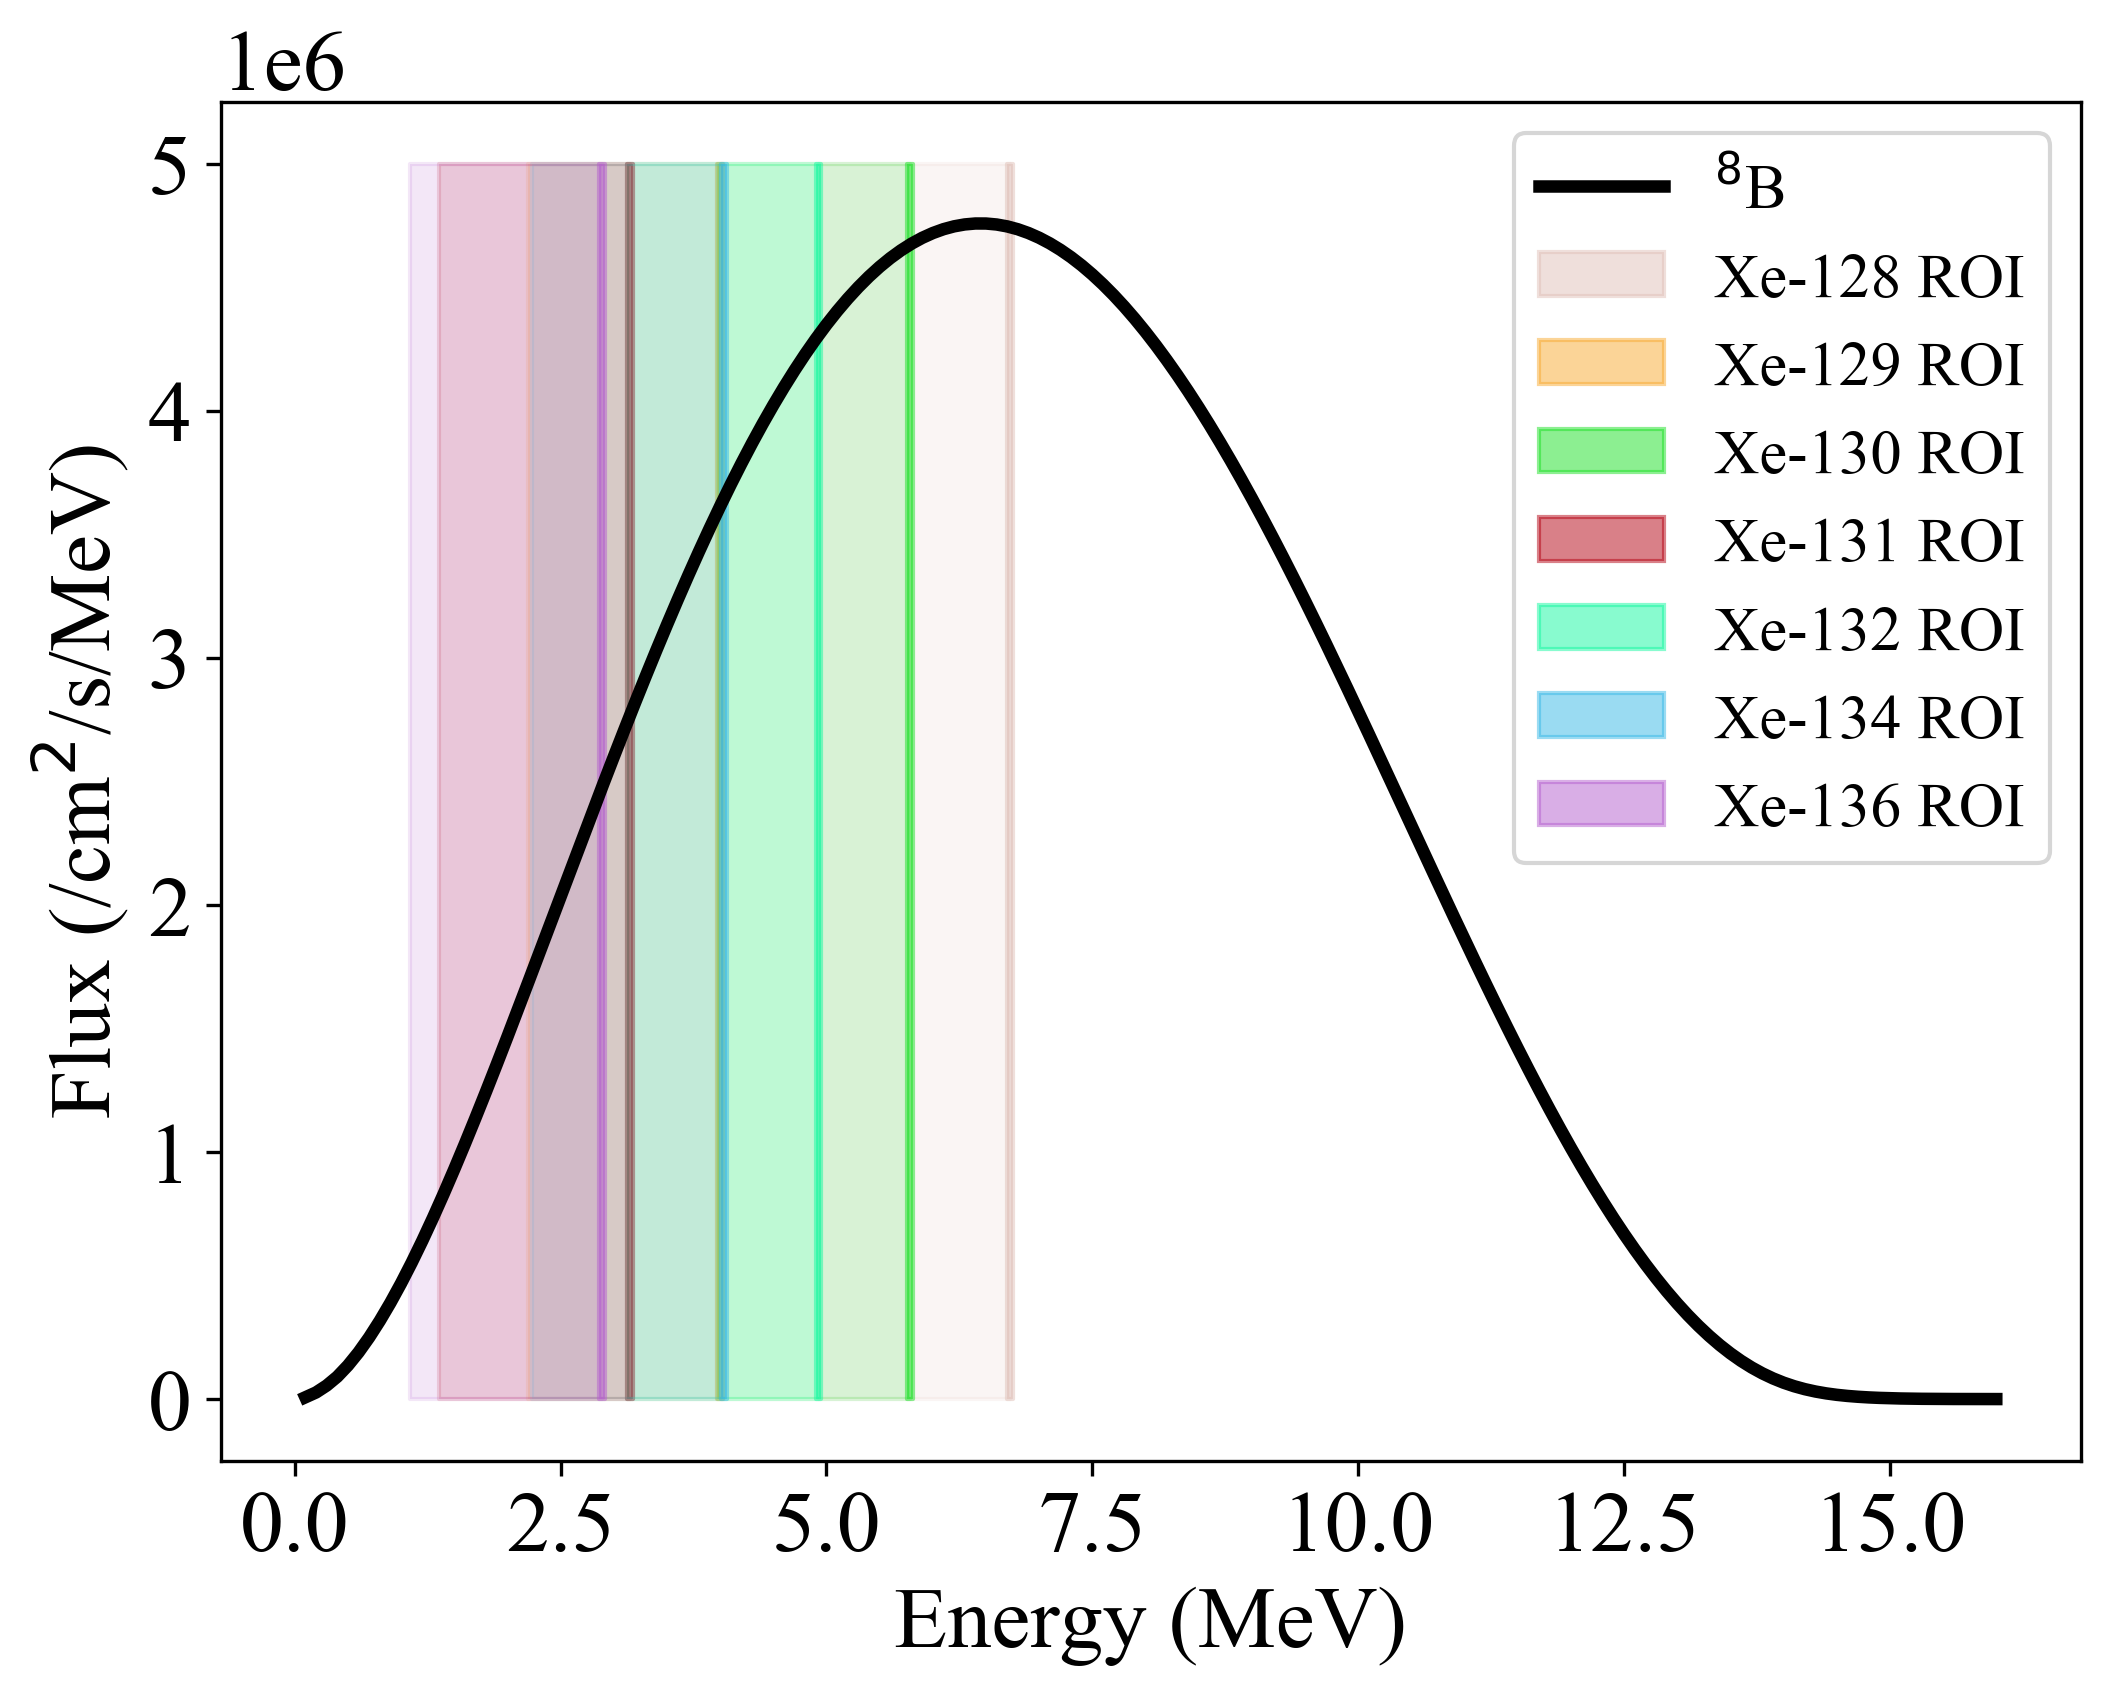 1e6
5
4
3
2
1
0
Flux (/cm²/s/MeV)
0.0 2.5 5.0 7.5 10.0 12.5 15.0
Energy (MeV)
⁸B
Xe-128 ROI
Xe-129 ROI
Xe-130 ROI
Xe-131 ROI
Xe-132 ROI
Xe-134 ROI
Xe-136 ROI